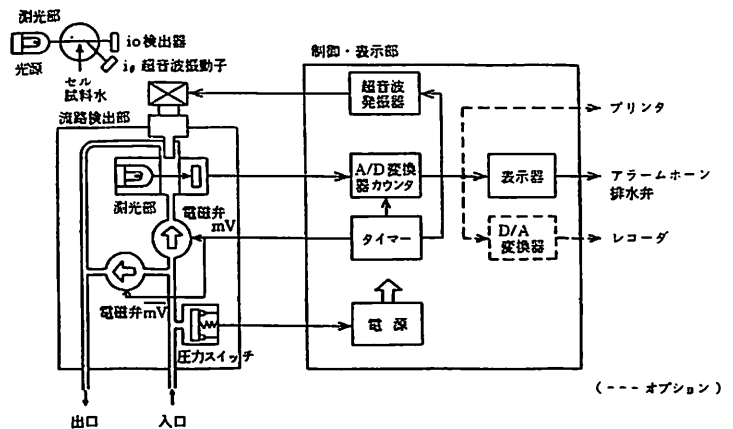 測光部
io検出器
光源
iθ
超音波振動子
セル
試料水
流路検出部
測光部
電磁弁
mV
電磁弁m̅V̅
圧力スイッチ
出口
入口
制御・表示部
超音波
発振器
A/D変換
器カウンタ
タイマー
電源
表示器
D/A
変換器
プリンタ
アラームホーン
排水弁
レコーダ
(---オプション)